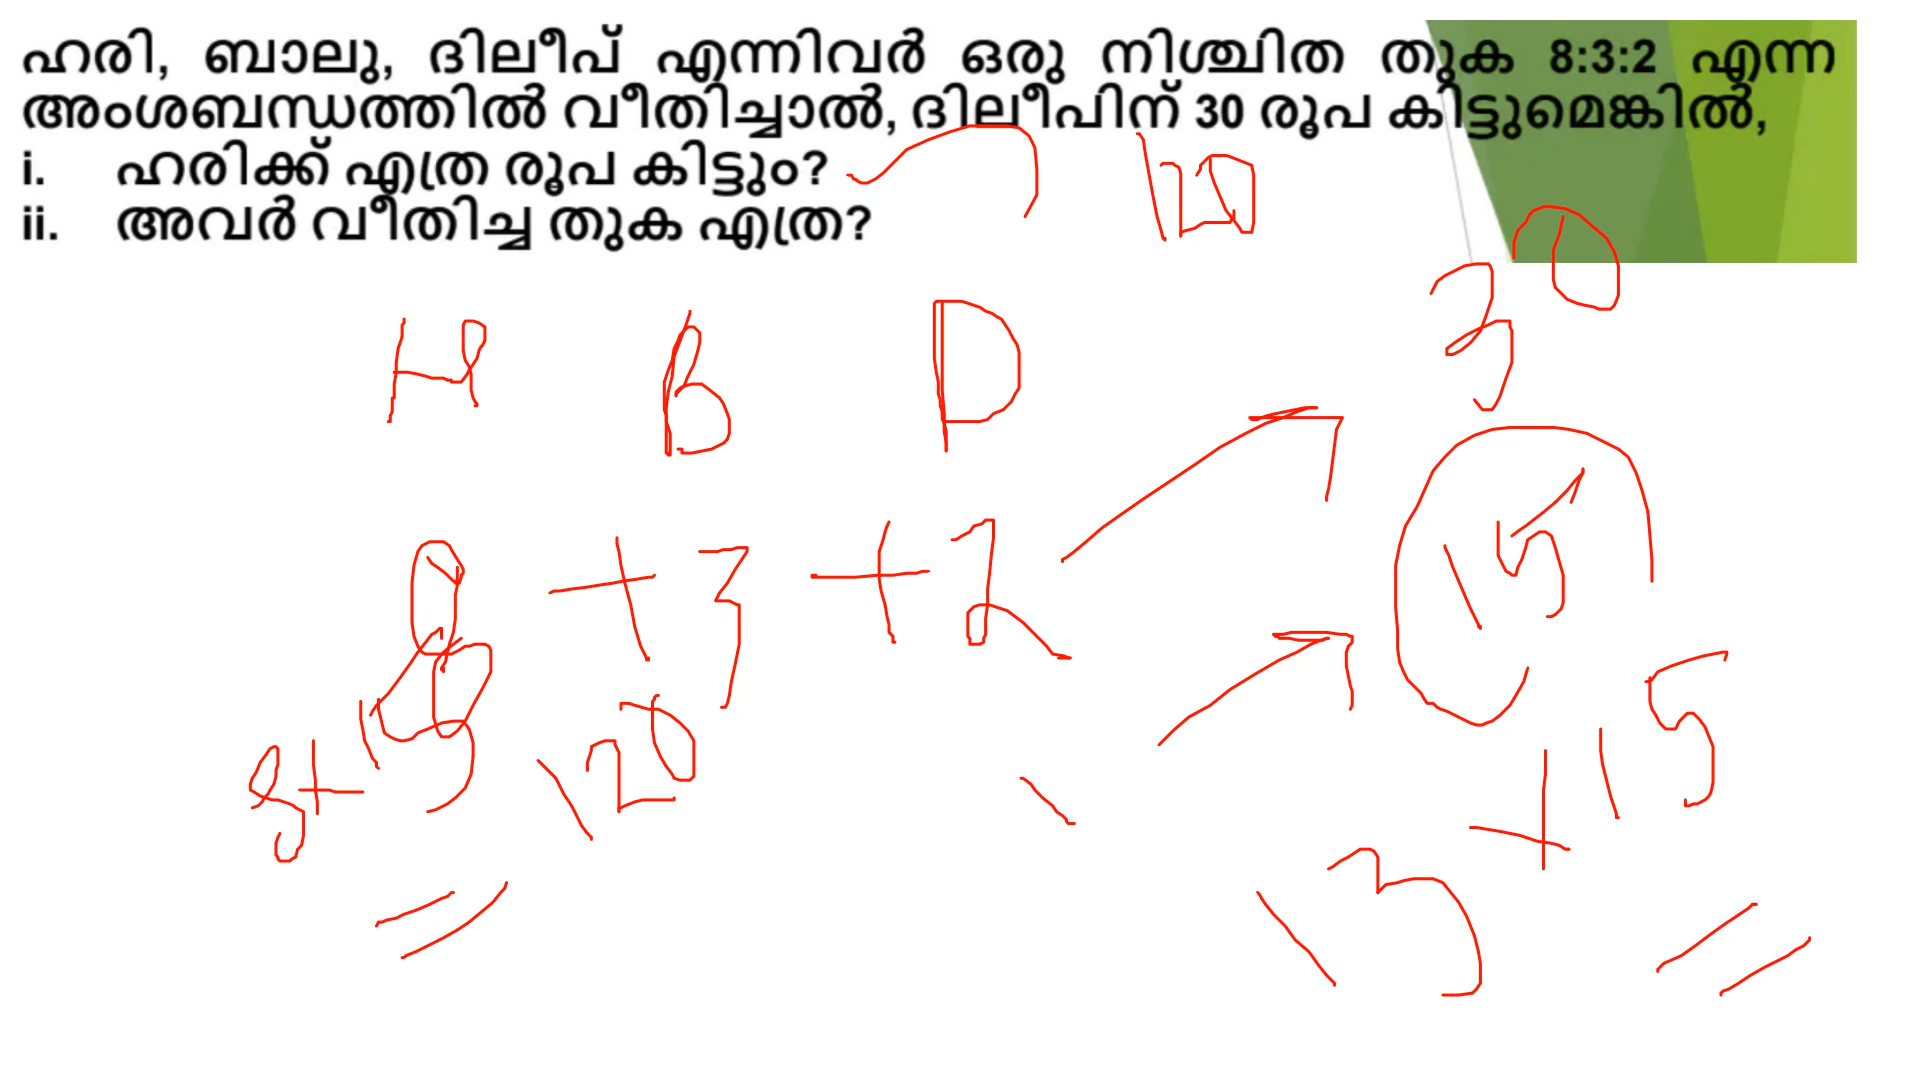 ഹരി, ബാലു, ദിലീപ് എന്നിവർ ഒരു നിശ്ചിത തുക 8:3:2 എന്ന
അംശബന്ധത്തിൽ വീതിച്ചാൽ, ദിലീപിന് 30 രൂപ കിട്ടുമെങ്കിൽ,
i. ഹരിക്ക് എത്ര രൂപ കിട്ടും?
ii. അവർ വീതിച്ച തുക എത്ര?
120
30
H B D
8 + 3 + 2
15
8+15
120
13 + 15 =
=